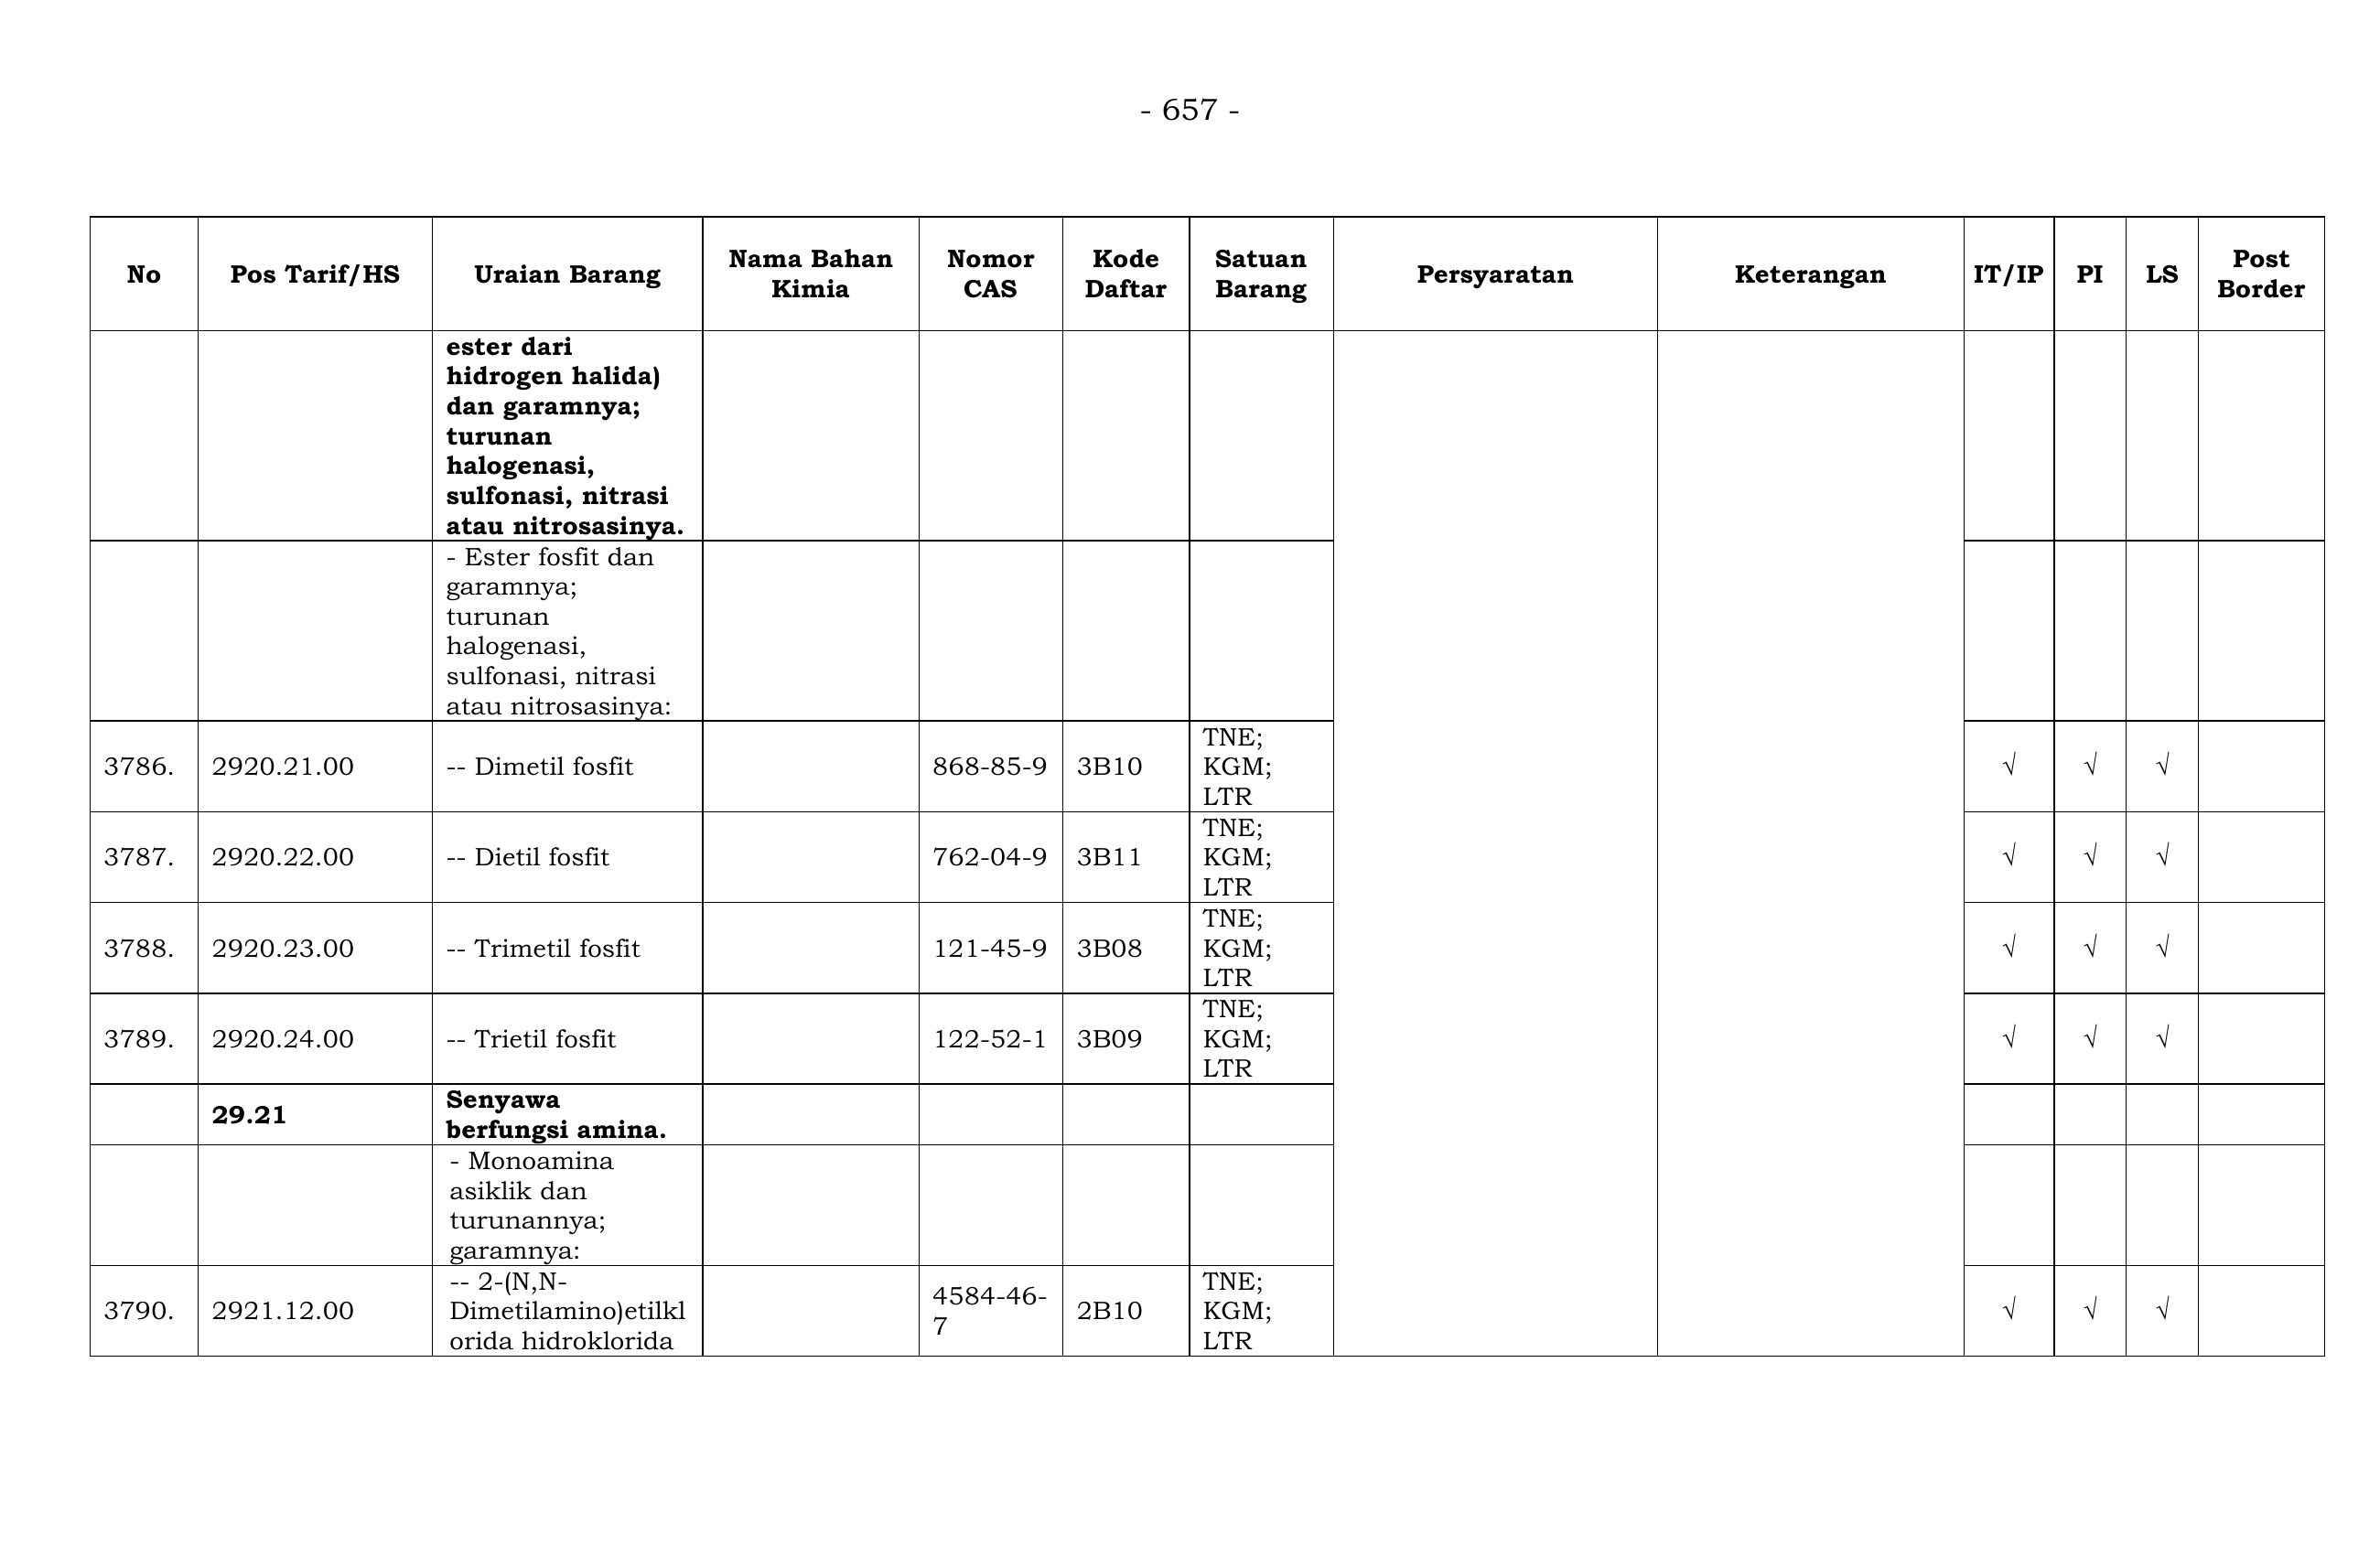 - 657 -
No
Pos Tarif/HS
Uraian Barang
Nama Bahan
Kimia
Nomor
CAS
Kode
Daftar
Satuan
Barang
Persyaratan
Keterangan
IT/IP
PI
LS
Post
Border
ester dari
hidrogen halida)
dan garamnya;
turunan
halogenasi,
sulfonasi, nitrasi
atau nitrosasinya.
- Ester fosfit dan
garamnya;
turunan
halogenasi,
sulfonasi, nitrasi
atau nitrosasinya:
3786.
2920.21.00
-- Dimetil fosfit
868-85-9
3B10
TNE;
KGM;
LTR
√
√
√
3787.
2920.22.00
-- Dietil fosfit
762-04-9
3B11
TNE;
KGM;
LTR
√
√
√
3788.
2920.23.00
-- Trimetil fosfit
121-45-9
3B08
TNE;
KGM;
LTR
√
√
√
3789.
2920.24.00
-- Trietil fosfit
122-52-1
3B09
TNE;
KGM;
LTR
√
√
√
29.21
Senyawa
berfungsi amina.
- Monoamina
asiklik dan
turunannya;
garamnya:
3790.
2921.12.00
-- 2-(N,N-
Dimetilamino)etilkl
orida hidroklorida
4584-46-
7
2B10
TNE;
KGM;
LTR
√
√
√